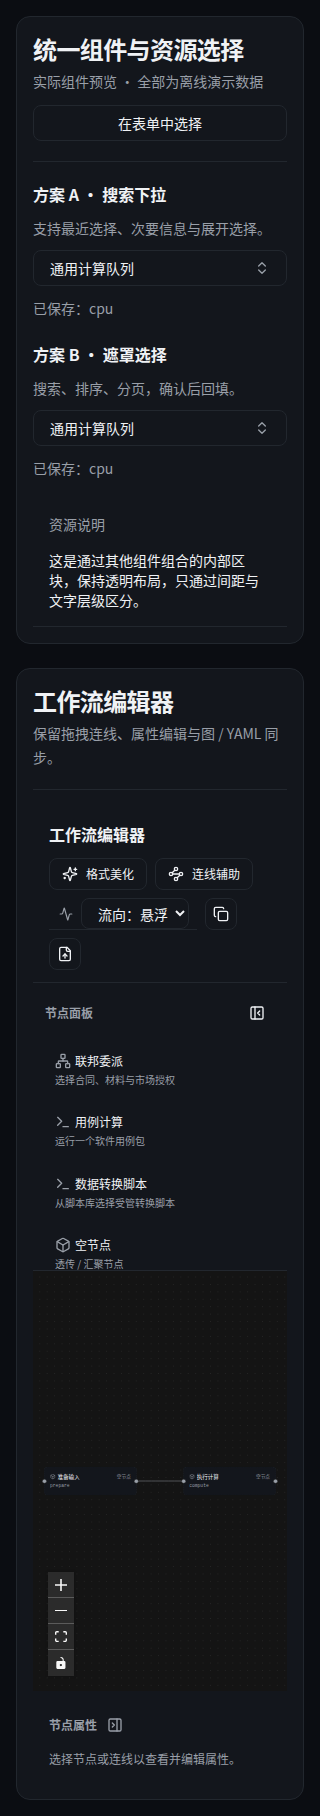 统一组件与资源选择
实际组件预览 · 全部为离线演示数据
在表单中选择
方案 A · 搜索下拉
支持最近选择、次要信息与展开选择。
通用计算队列
已保存：cpu
方案 B · 遮罩选择
搜索、排序、分页，确认后回填。
通用计算队列
已保存：cpu
资源说明
这是通过其他组件组合的内部区
块，保持透明布局，只通过间距与
文字层级区分。
工作流编辑器
保留拖拽连线、属性编辑与图 / YAML 同
步。
工作流编辑器
格式美化
连线辅助
流向：悬浮
节点面板
联邦委派
选择合同、材料与市场授权
用例计算
运行一个软件用例包
数据转换脚本
从脚本库选择受管转换脚本
空节点
透传 / 汇聚节点
准备输入 空节点
prepare
执行计算 空节点
compute
节点属性
选择节点或连线以查看并编辑属性。